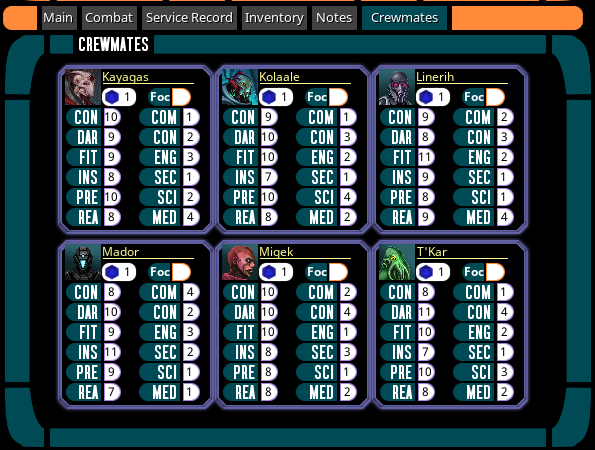 Main Combat Service Record Inventory Notes Crewmates
CREWMATES
Kayagas
1 Foc
CON 10 COM 1
DAR 9 CON 2
FIT 9 ENG 3
INS 8 SEC 1
PRE 10 SCI 2
REA 8 MED 4
Kolaale
1 Foc
CON 9 COM 1
DAR 10 CON 3
FIT 10 ENG 2
INS 7 SEC 1
PRE 10 SCI 4
REA 8 MED 2
Linerih
1 Foc
CON 9 COM 2
DAR 8 CON 3
FIT 11 ENG 1
INS 9 SEC 1
PRE 8 SCI 2
REA 9 MED 4
Mador
1 Foc
CON 8 COM 4
DAR 10 CON 2
FIT 9 ENG 3
INS 11 SEC 2
PRE 9 SCI 1
REA 7 MED 1
Migek
1 Foc
CON 10 COM 2
DAR 10 CON 4
FIT 10 ENG 1
INS 8 SEC 3
PRE 8 SCI 1
REA 8 MED 2
T'Kar
1 Foc
CON 8 COM 1
DAR 11 CON 4
FIT 10 ENG 2
INS 7 SEC 1
PRE 10 SCI 3
REA 8 MED 2